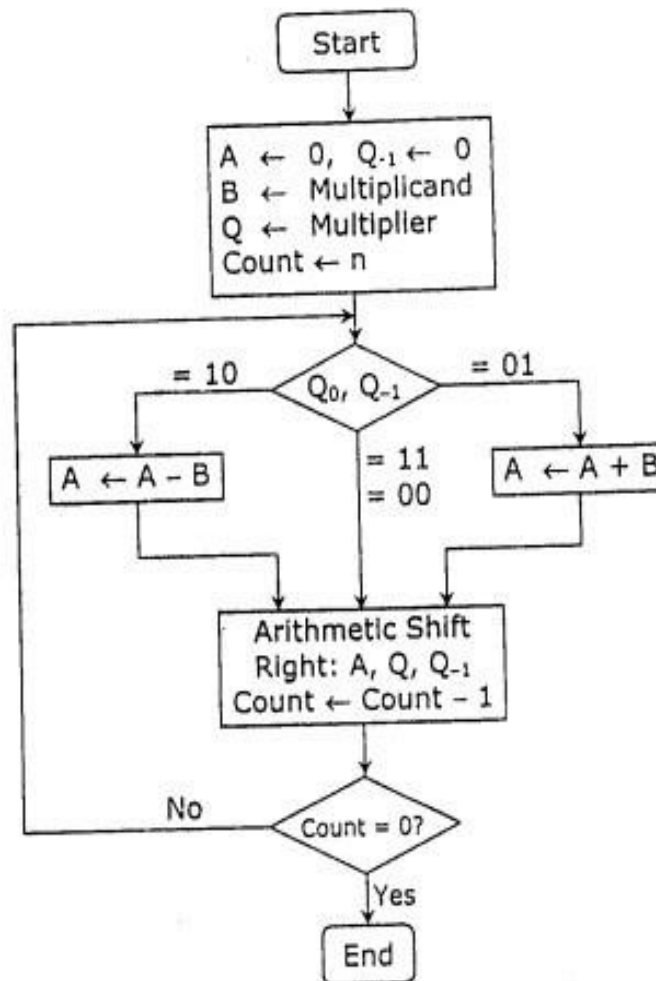 Start
A ← 0, Q₋₁ ← 0
B ← Multiplicand
Q ← Multiplier
Count ← n
= 10
Q₀, Q₋₁
= 01
A ← A – B
= 11
= 00
A ← A + B
Arithmetic Shift
Right: A, Q, Q₋₁
Count ← Count – 1
No
Count = 0?
Yes
End